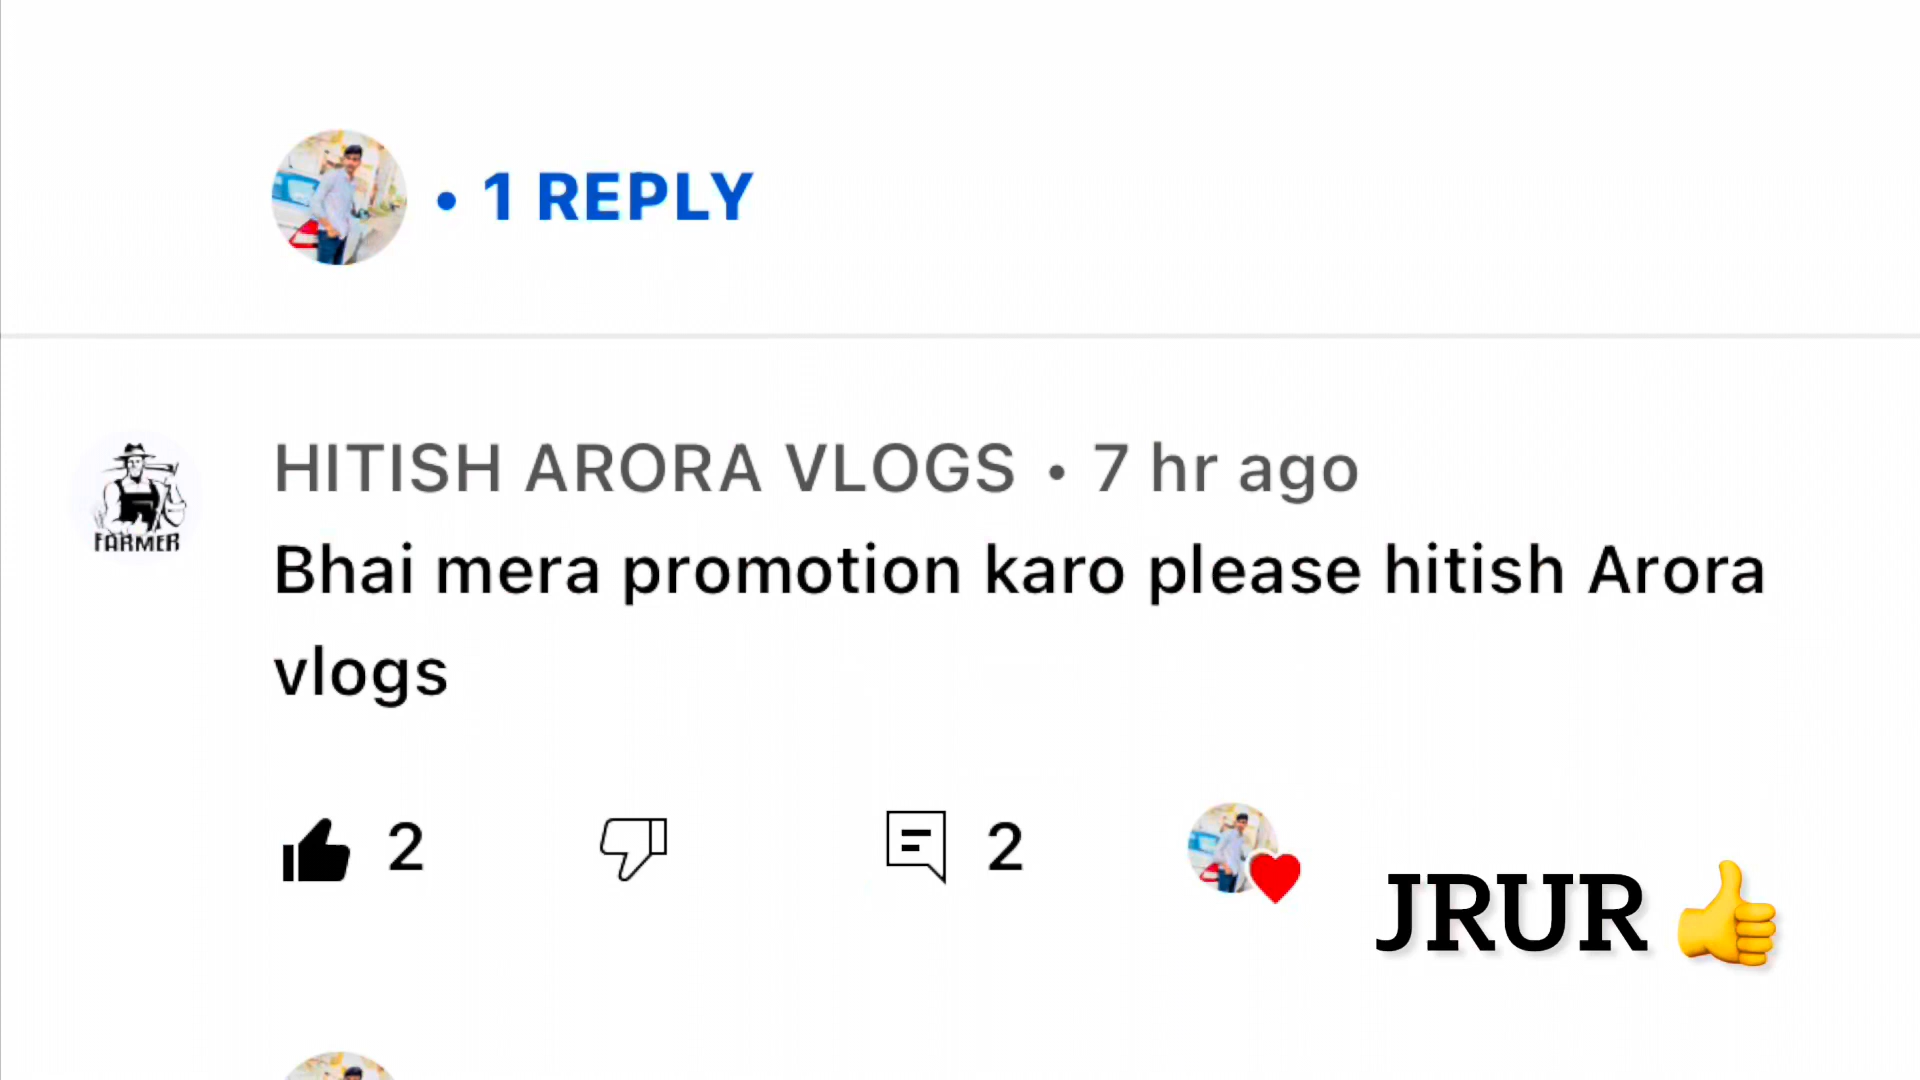 • 1 REPLY
HITISH ARORA VLOGS • 7 hr ago
Bhai mera promotion karo please hitish Arora
vlogs
FARMER
2
2
JRUR 👍